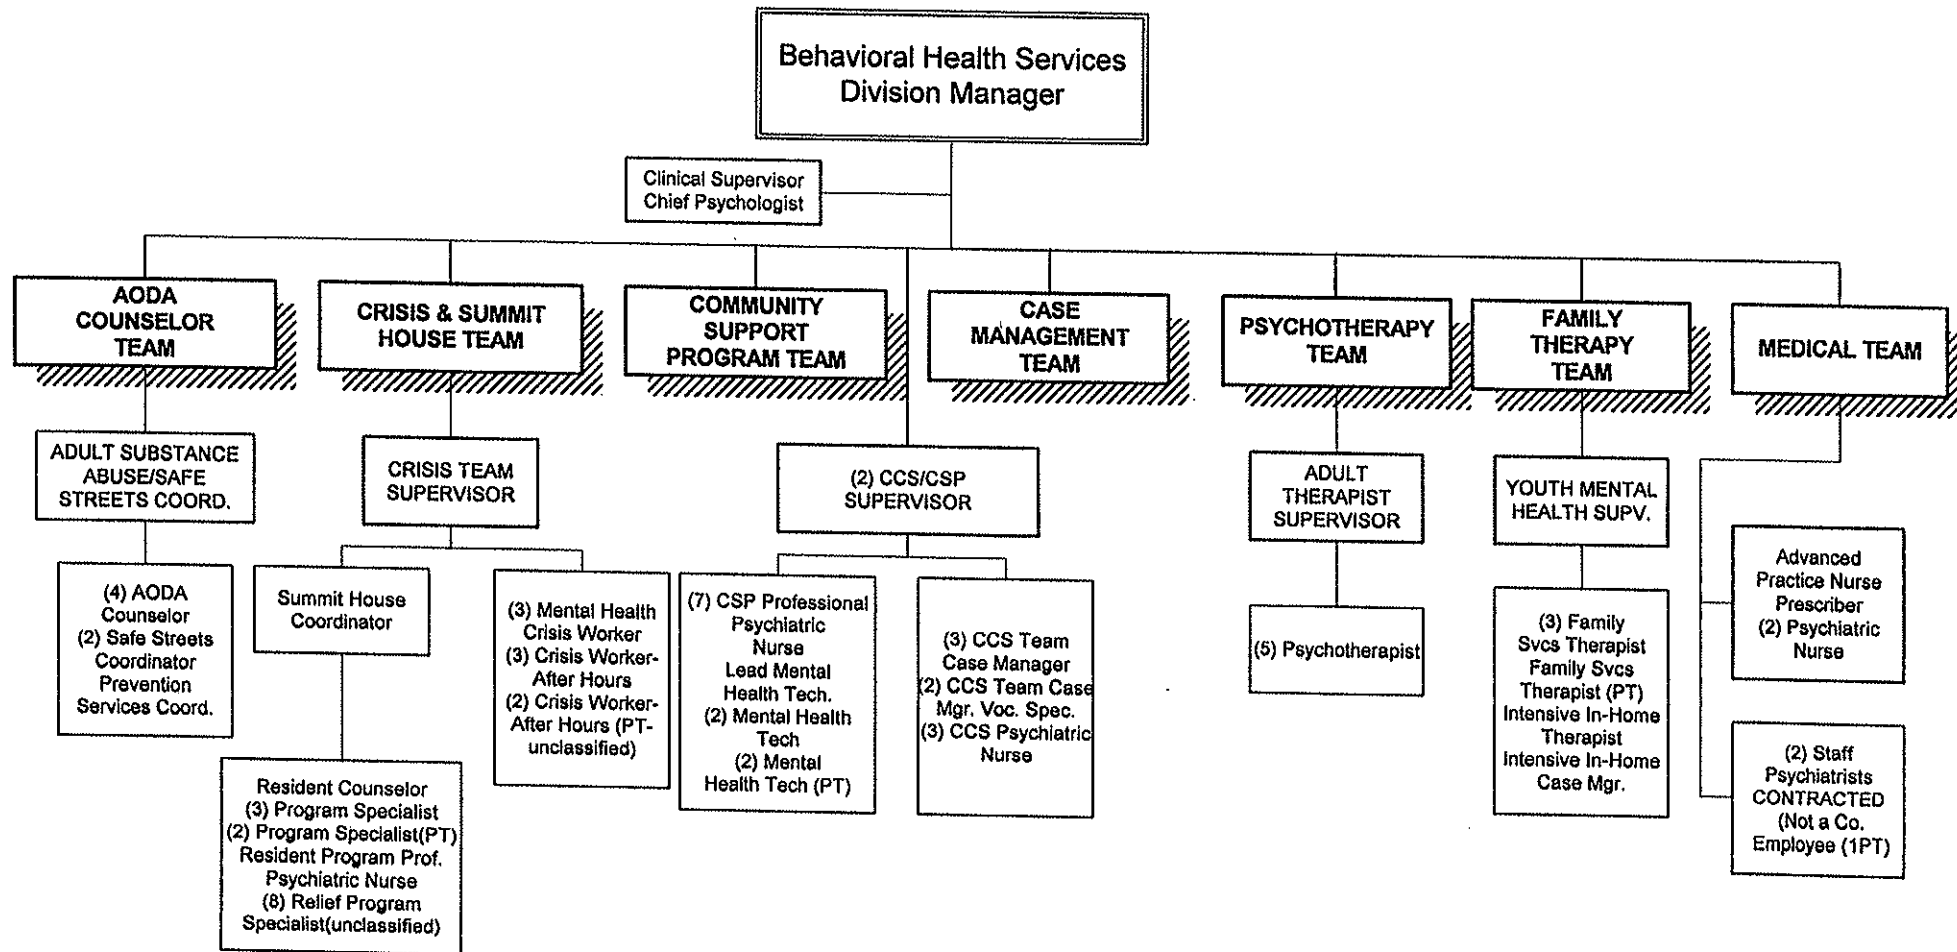 Behavioral Health Services
Division Manager
Clinical Supervisor
Chief Psychologist
AODA
COUNSELOR
TEAM
CRISIS & SUMMIT
HOUSE TEAM
COMMUNITY
SUPPORT
PROGRAM TEAM
CASE
MANAGEMENT
TEAM
PSYCHOTHERAPY
TEAM
FAMILY
THERAPY
TEAM
MEDICAL TEAM
ADULT SUBSTANCE
ABUSE/SAFE
STREETS COORD.
CRISIS TEAM
SUPERVISOR
(2) CCS/CSP
SUPERVISOR
ADULT
THERAPIST
SUPERVISOR
YOUTH MENTAL
HEALTH SUPV.
(4) AODA
Counselor
(2) Safe Streets
Coordinator
Prevention
Services Coord.
Summit House
Coordinator
(3) Mental Health
Crisis Worker
(3) Crisis Worker-
After Hours
(2) Crisis Worker-
After Hours (PT-
unclassified)
(7) CSP Professional
Psychiatric
Nurse
Lead Mental
Health Tech.
(2) Mental Health
Tech
(2) Mental
Health Tech (PT)
(3) CCS Team
Case Manager
(2) CCS Team Case
Mgr. Voc. Spec.
(3) CCS Psychiatric
Nurse
(5) Psychotherapist
(3) Family
Svcs Therapist
Family Svcs
Therapist (PT)
Intensive In-Home
Therapist
Intensive In-Home
Case Mgr.
Advanced
Practice Nurse
Prescriber
(2) Psychiatric
Nurse
(2) Staff
Psychiatrists
CONTRACTED
(Not a Co.
Employee (1PT)
Resident Counselor
(3) Program Specialist
(2) Program Specialist(PT)
Resident Program Prof.
Psychiatric Nurse
(8) Relief Program
Specialist(unclassified)